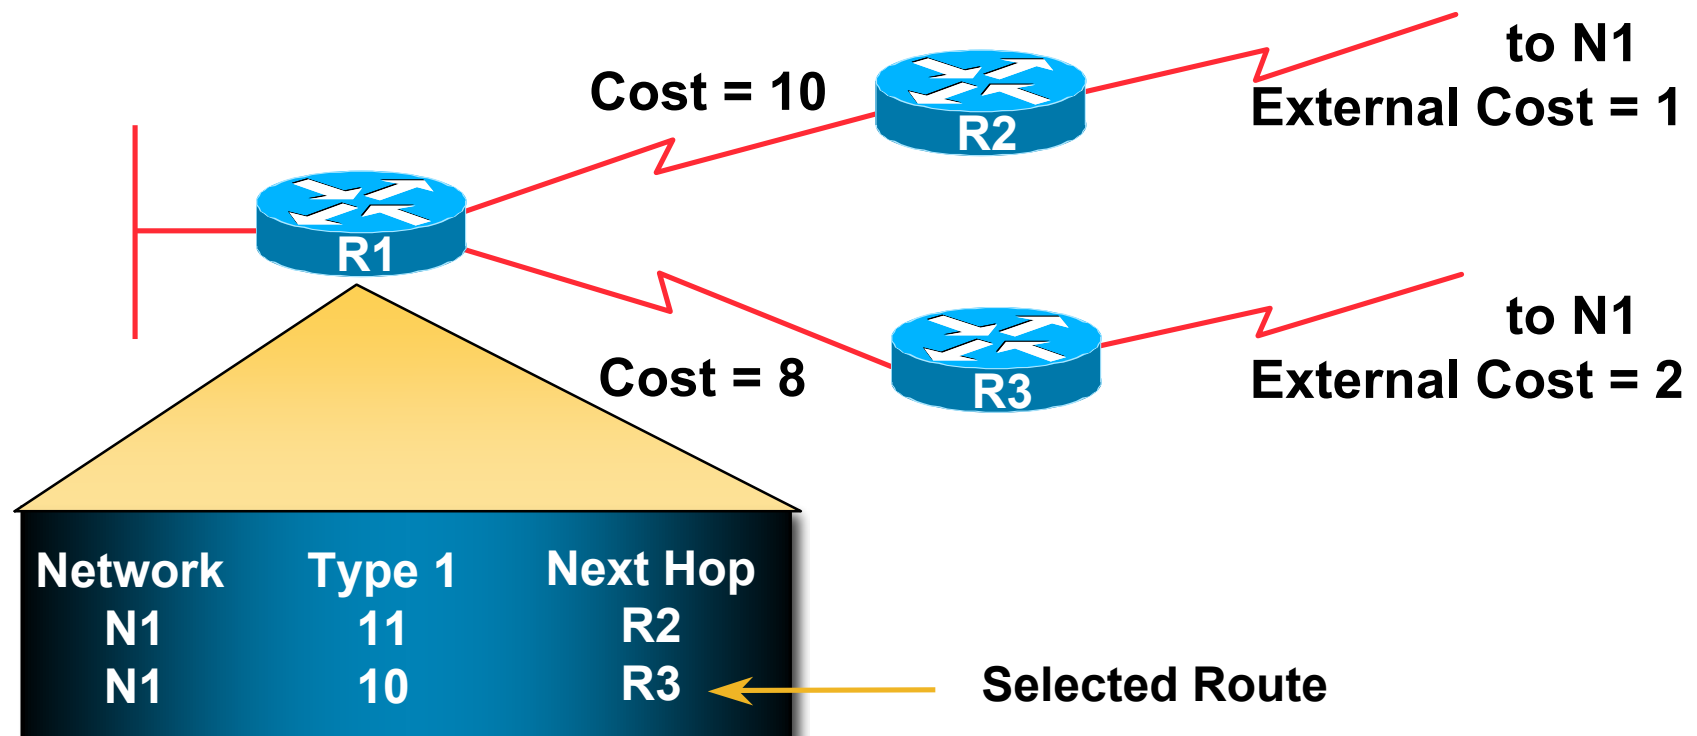 to N1
External Cost = 1
Cost = 10
R2
R1
to N1
External Cost = 2
Cost = 8
R3
Network Type 1 Next Hop
N1 11 R2
N1 10 R3
Selected Route